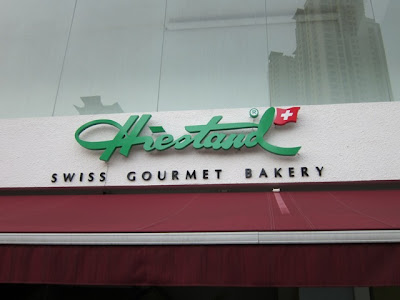 Hiestand ®
SWISS GOURMET BAKERY